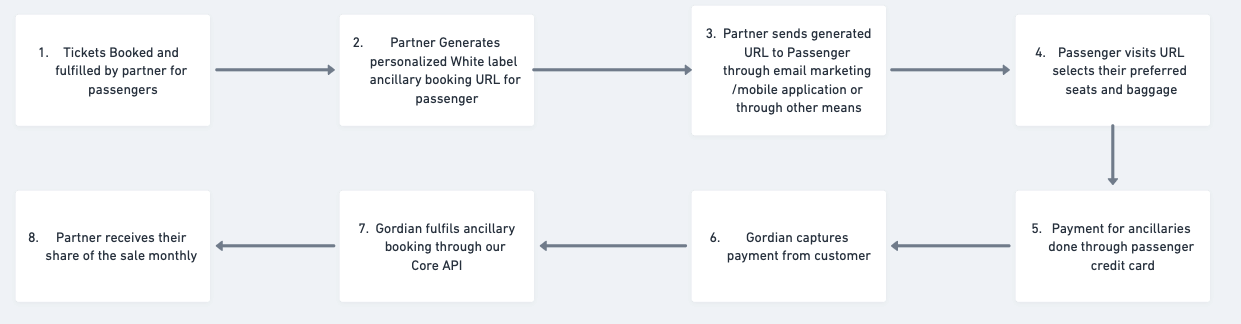 1. Tickets Booked and
fulfilled by partner for
passengers
2. Partner Generates
personalized White label
ancillary booking URL for
passenger
3. Partner sends generated
URL to Passenger
through email marketing
/mobile application or
through other means
4. Passenger visits URL
selects their preferred
seats and baggage
5. Payment for ancillaries
done through passenger
credit card
6. Gordian captures
payment from customer
7. Gordian fulfils ancillary
booking through our
Core API
8. Partner receives their
share of the sale monthly